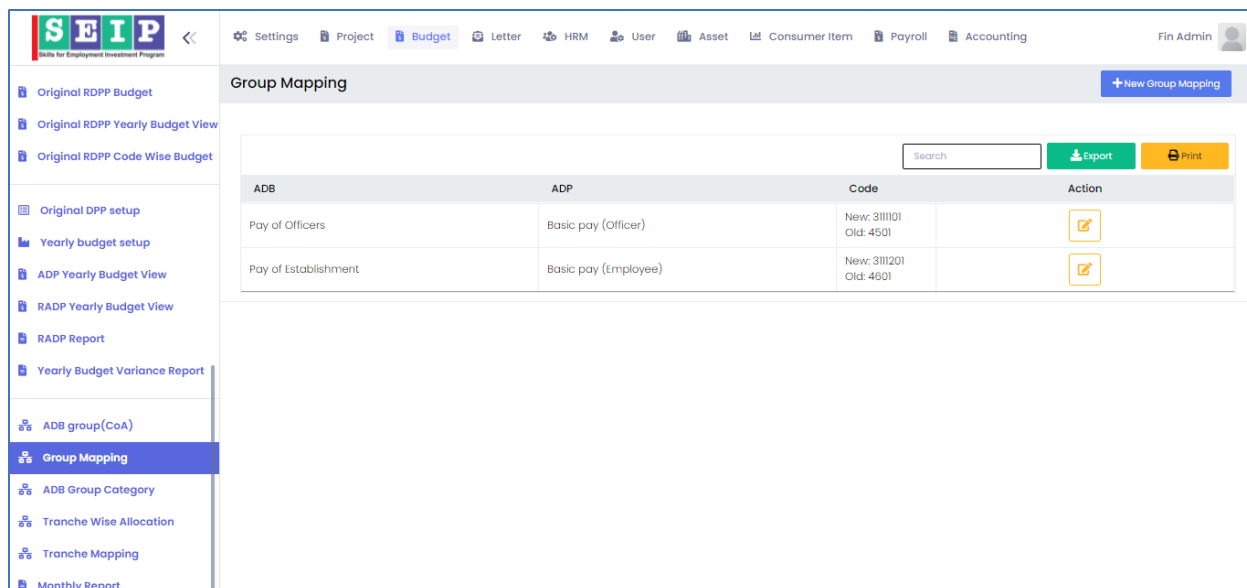 SEIP
Skills for Employment Investment Program
Settings Project Budget Letter HRM User Asset Consumer Item Payroll Accounting Fin Admin
Original RDPP Budget
Original RDPP Yearly Budget View
Original RDPP Code Wise Budget
Original DPP setup
Yearly budget setup
ADP Yearly Budget View
RADP Yearly Budget View
RADP Report
Yearly Budget Variance Report
ADB group(CoA)
Group Mapping
ADB Group Category
Tranche Wise Allocation
Tranche Mapping
Monthly Report
Group Mapping
+New Group Mapping
Search Export Print
ADB ADP Code Action
Pay of Officers Basic pay (Officer) New: 3111101
Old: 4501
Pay of Establishment Basic pay (Employee) New: 3111201
Old: 4601